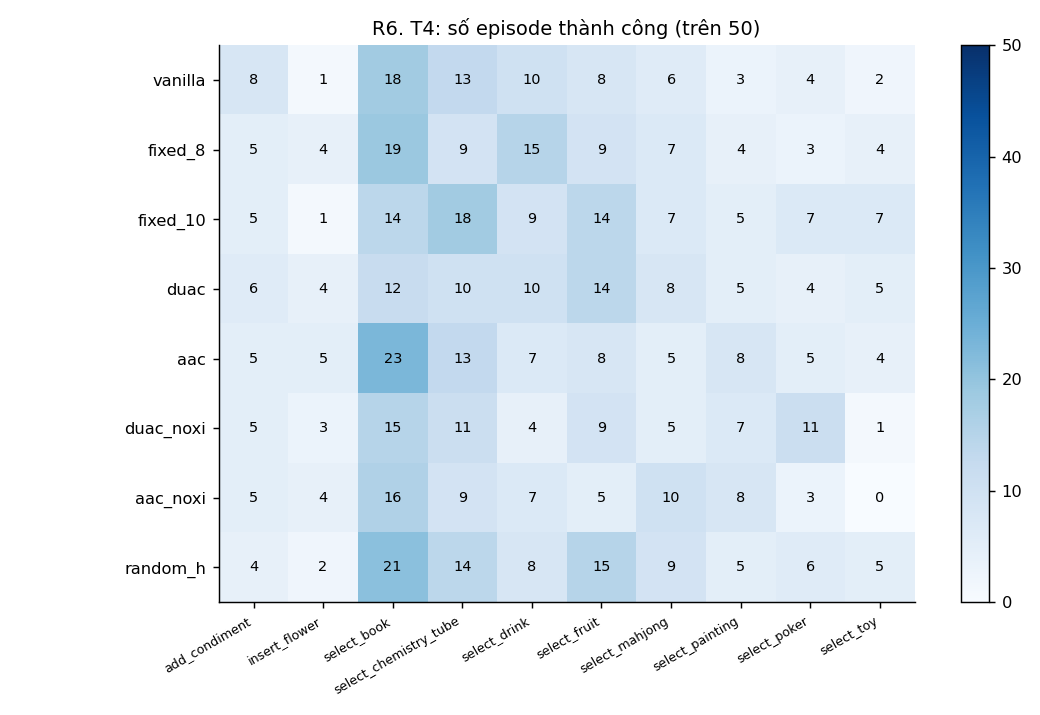 R6. T4: số episode thành công (trên 50)
vanilla 8 1 18 13 10 8 6 3 4 2
fixed_8 5 4 19 9 15 9 7 4 3 4
fixed_10 5 1 14 18 9 14 7 5 7 7
duac 6 4 12 10 10 14 8 5 4 5
aac 5 5 23 13 7 8 5 8 5 4
duac_noxi 5 3 15 11 4 9 5 7 11 1
aac_noxi 5 4 16 9 7 5 10 8 3 0
random_h 4 2 21 14 8 15 9 5 6 5
add_condiment insert_flower select_book select_chemistry_tube select_drink select_fruit select_mahjong select_painting select_poker select_toy
50
40
30
20
10
0